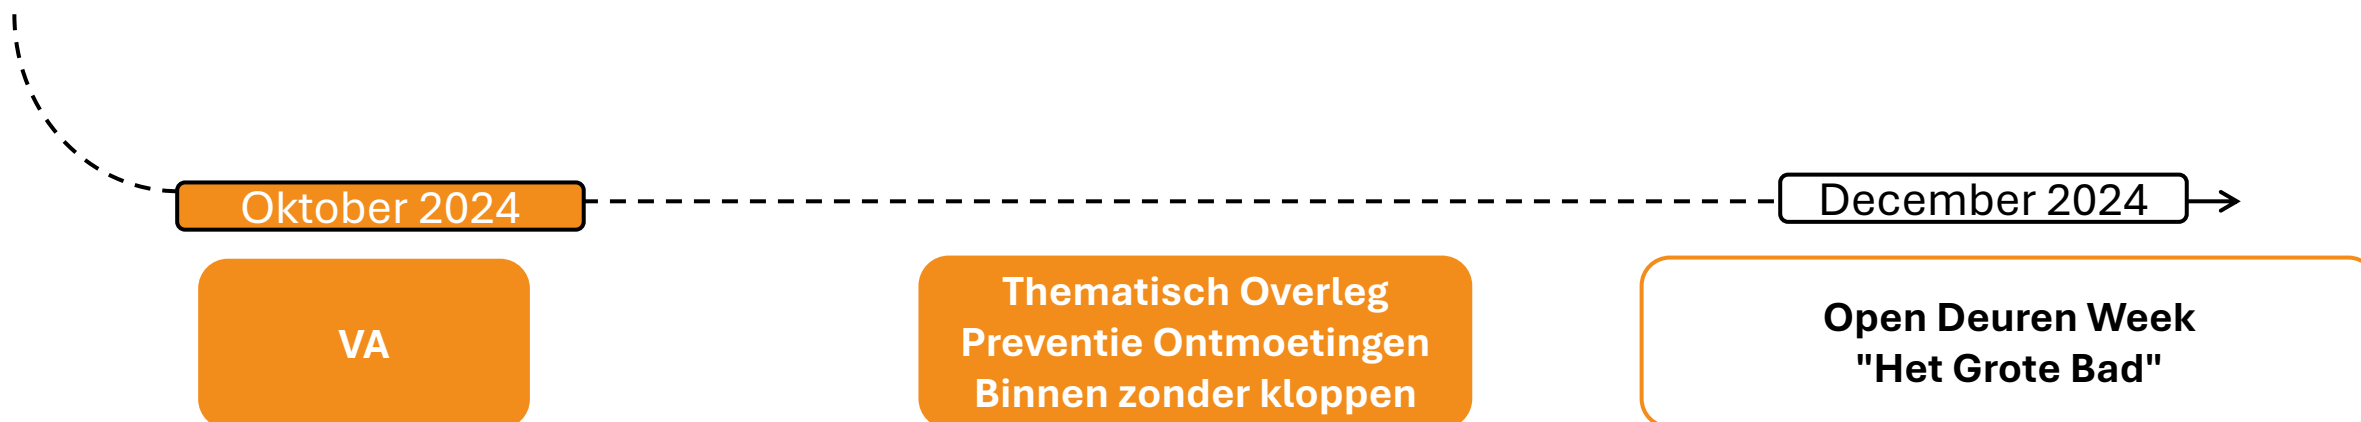 Oktober 2024
December 2024
VA
Thematisch Overleg
Preventie Ontmoetingen
Binnen zonder kloppen
Open Deuren Week
"Het Grote Bad"